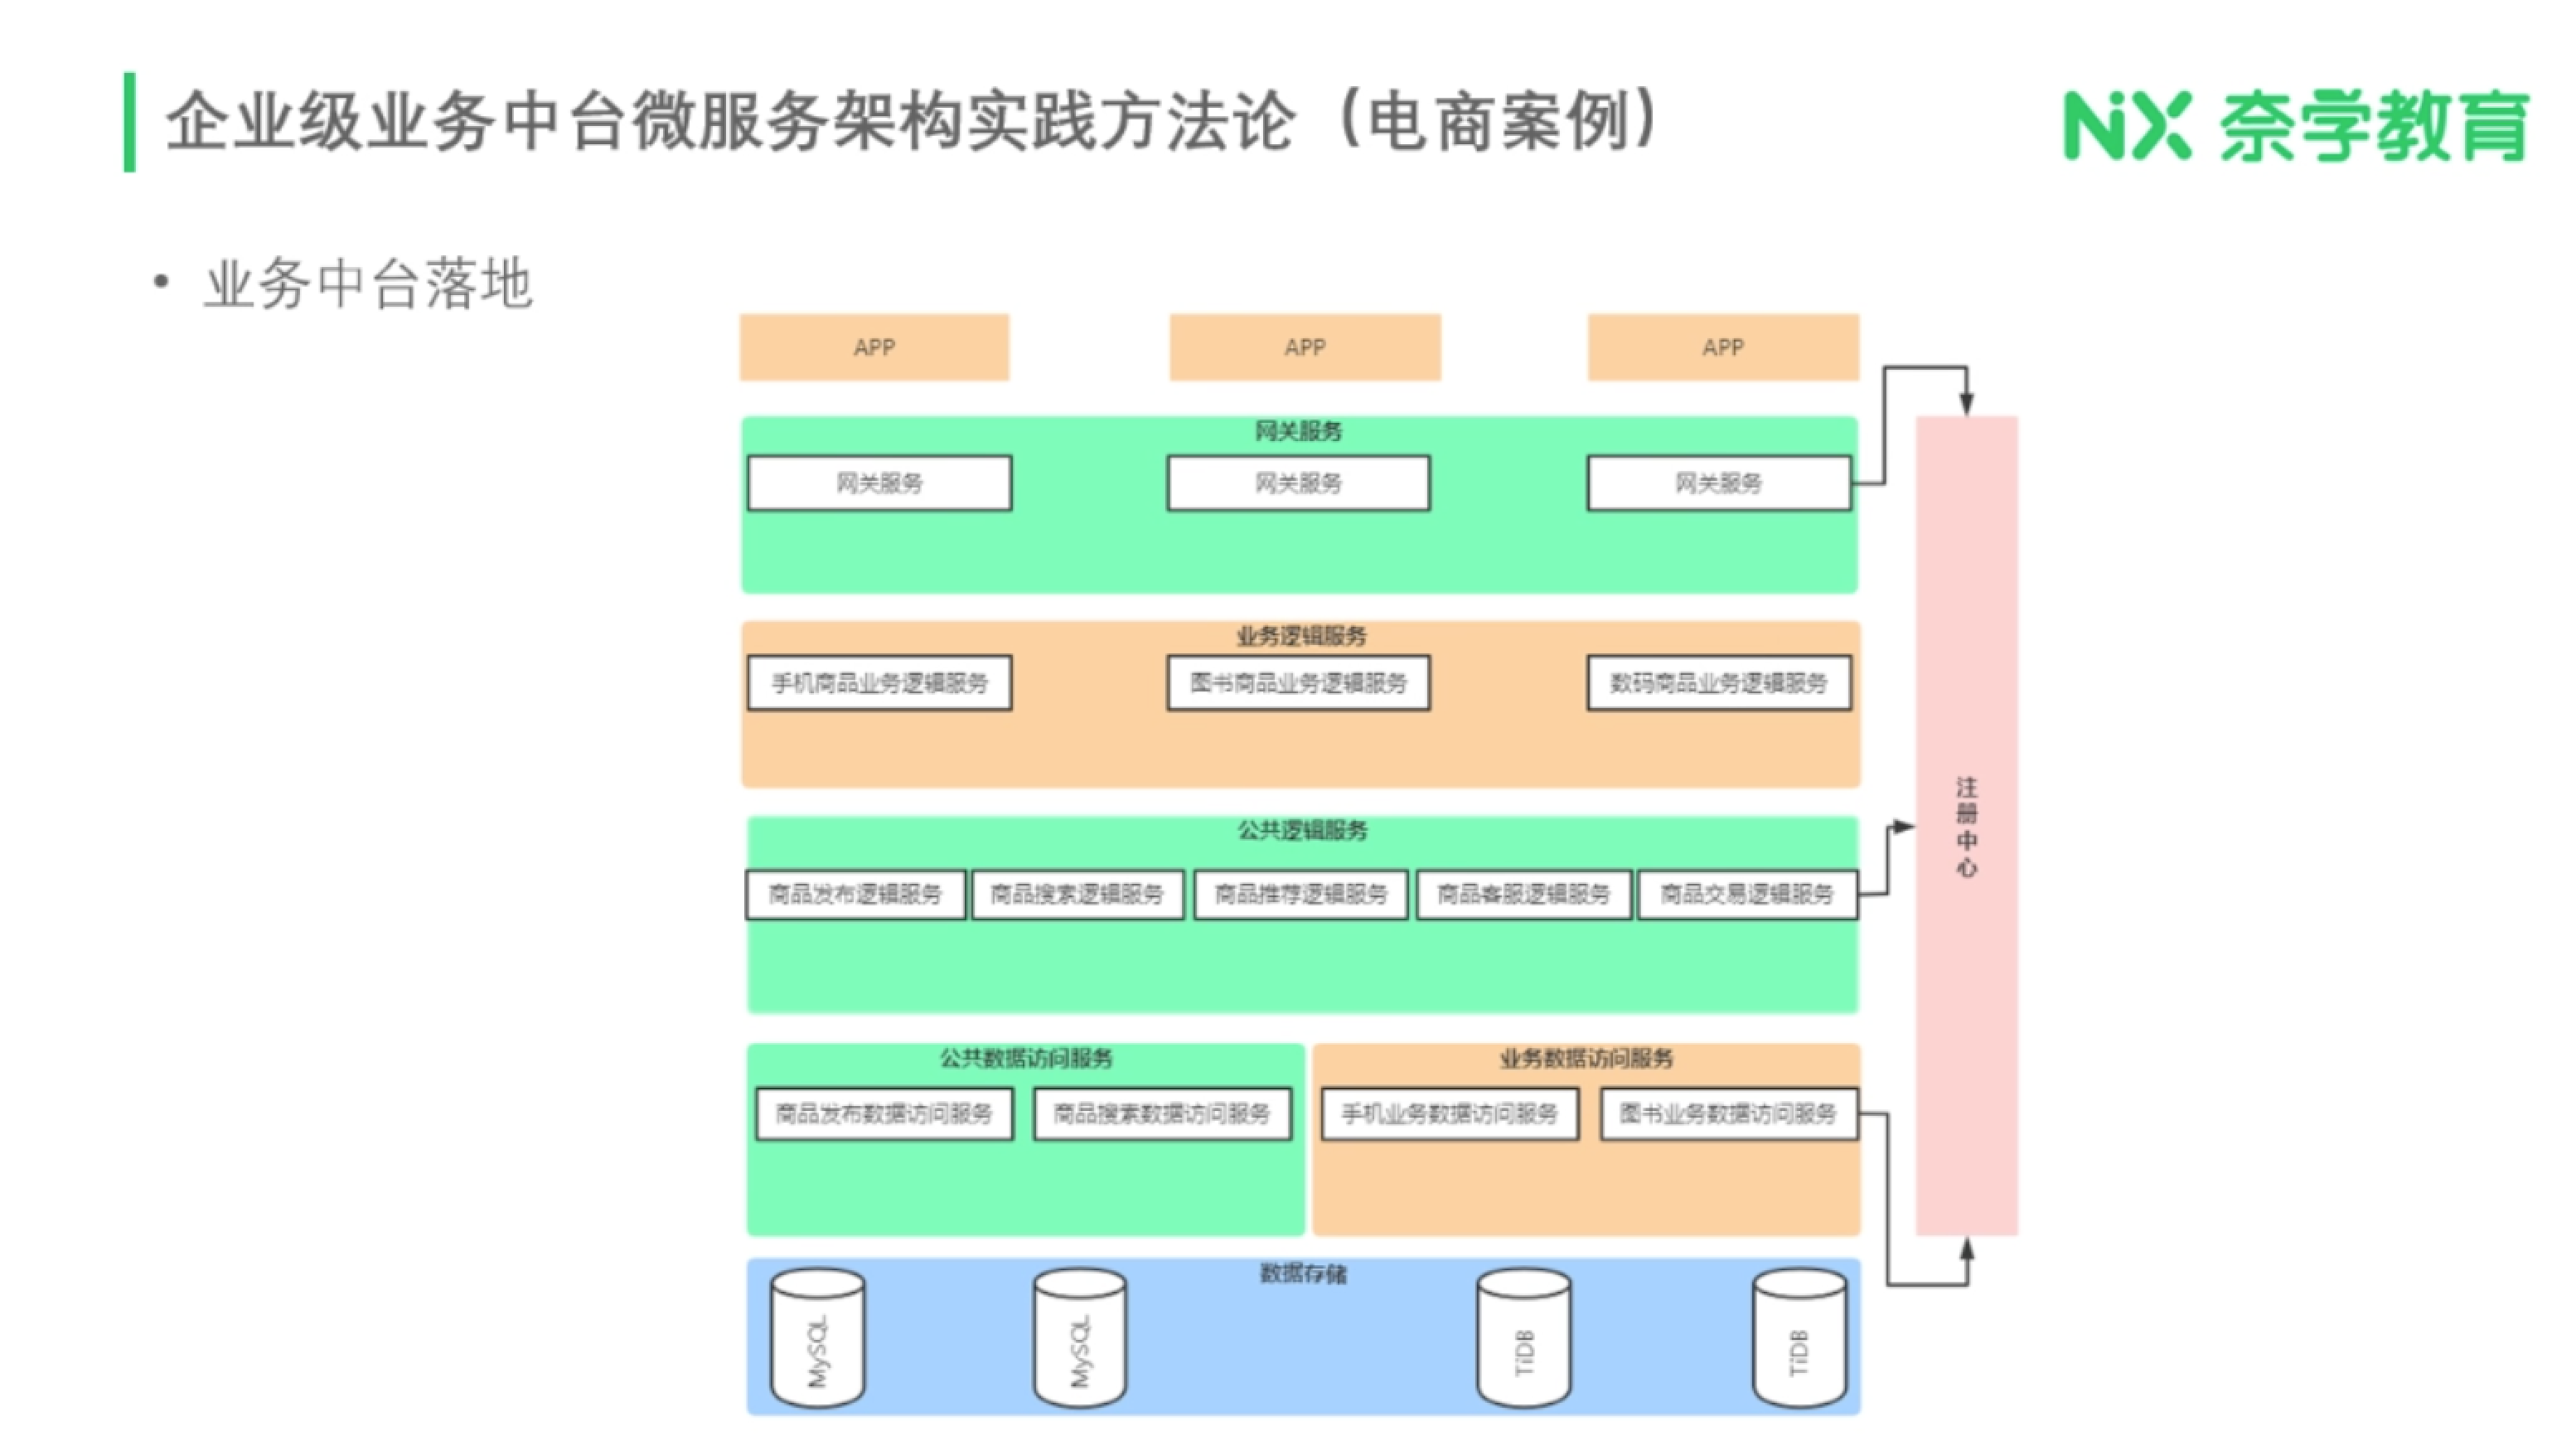 企业级业务中台微服务架构实践方法论（电商案例）
NX 奈学教育
• 业务中台落地
APP
APP
APP
网关服务
网关服务
网关服务
网关服务
业务逻辑服务
手机商品业务逻辑服务
图书商品业务逻辑服务
数码商品业务逻辑服务
公共逻辑服务
商品发布逻辑服务
商品搜索逻辑服务
商品推荐逻辑服务
商品客服逻辑服务
商品交易逻辑服务
公共数据访问服务
商品发布数据访问服务
商品搜索数据访问服务
业务数据访问服务
手机业务数据访问服务
图书业务数据访问服务
数据存储
MySQL
MySQL
TiDB
TiDB
注册中心